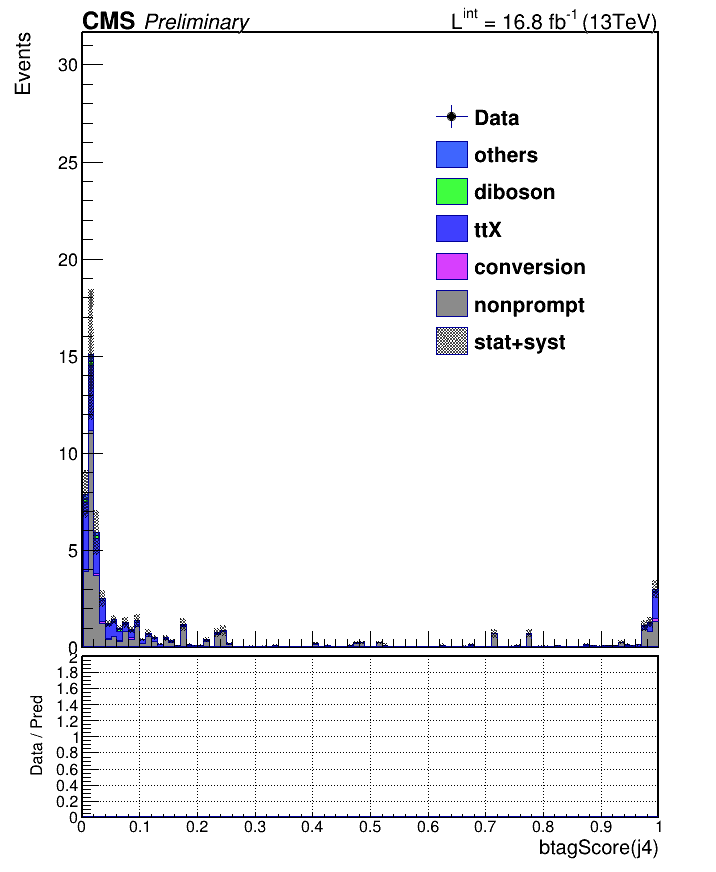 CMS Preliminary
L^int = 16.8 fb^-1 (13TeV)
Events
30
25
20
15
10
5
0
Data
others
diboson
ttX
conversion
nonprompt
stat+syst
Data / Pred
2
1.8
1.6
1.4
1.2
1
0.8
0.6
0.4
0.2
0
0 0.1 0.2 0.3 0.4 0.5 0.6 0.7 0.8 0.9 1
btagScore(j4)